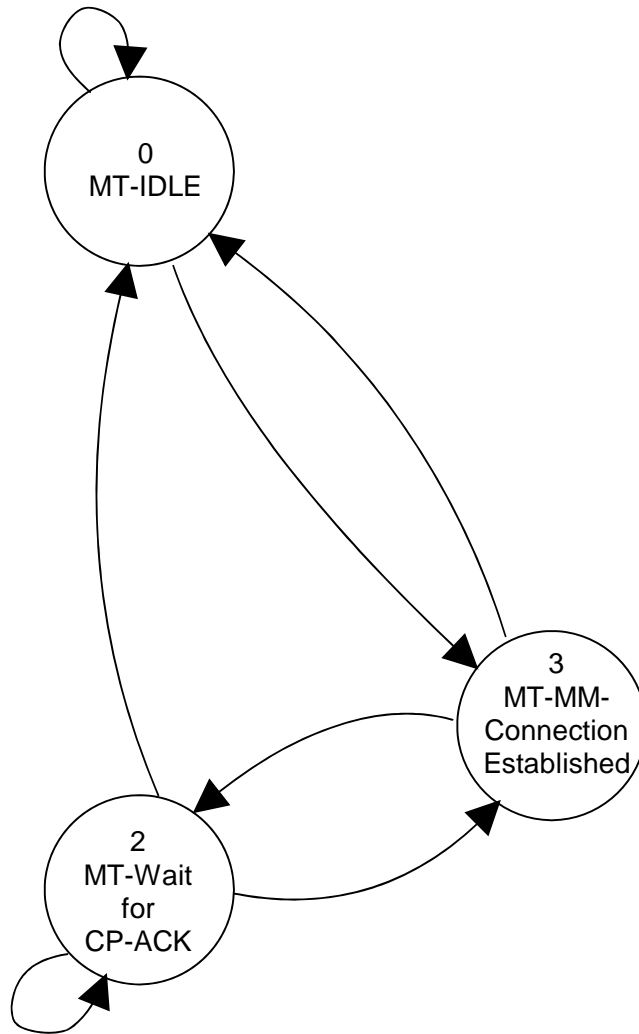 0
MT-IDLE
3
MT-MM-
Connection
Established
2
MT-Wait
for
CP-ACK